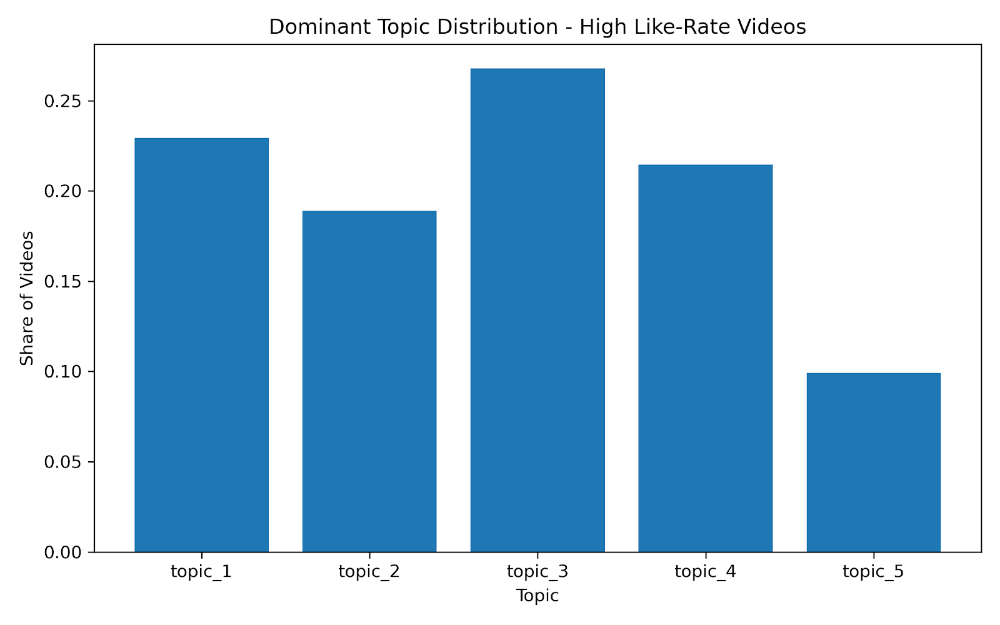 Dominant Topic Distribution - High Like-Rate Videos
Share of Videos
0.25
0.20
0.15
0.10
0.05
0.00
topic_1 topic_2 topic_3 topic_4 topic_5
Topic